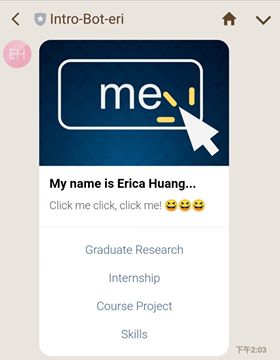 Intro-Bot-eri
EH
me
My name is Erica Huang...
Click me click, click me! 😆😆😆
Graduate Research
Internship
Course Project
Skills
下午2:03